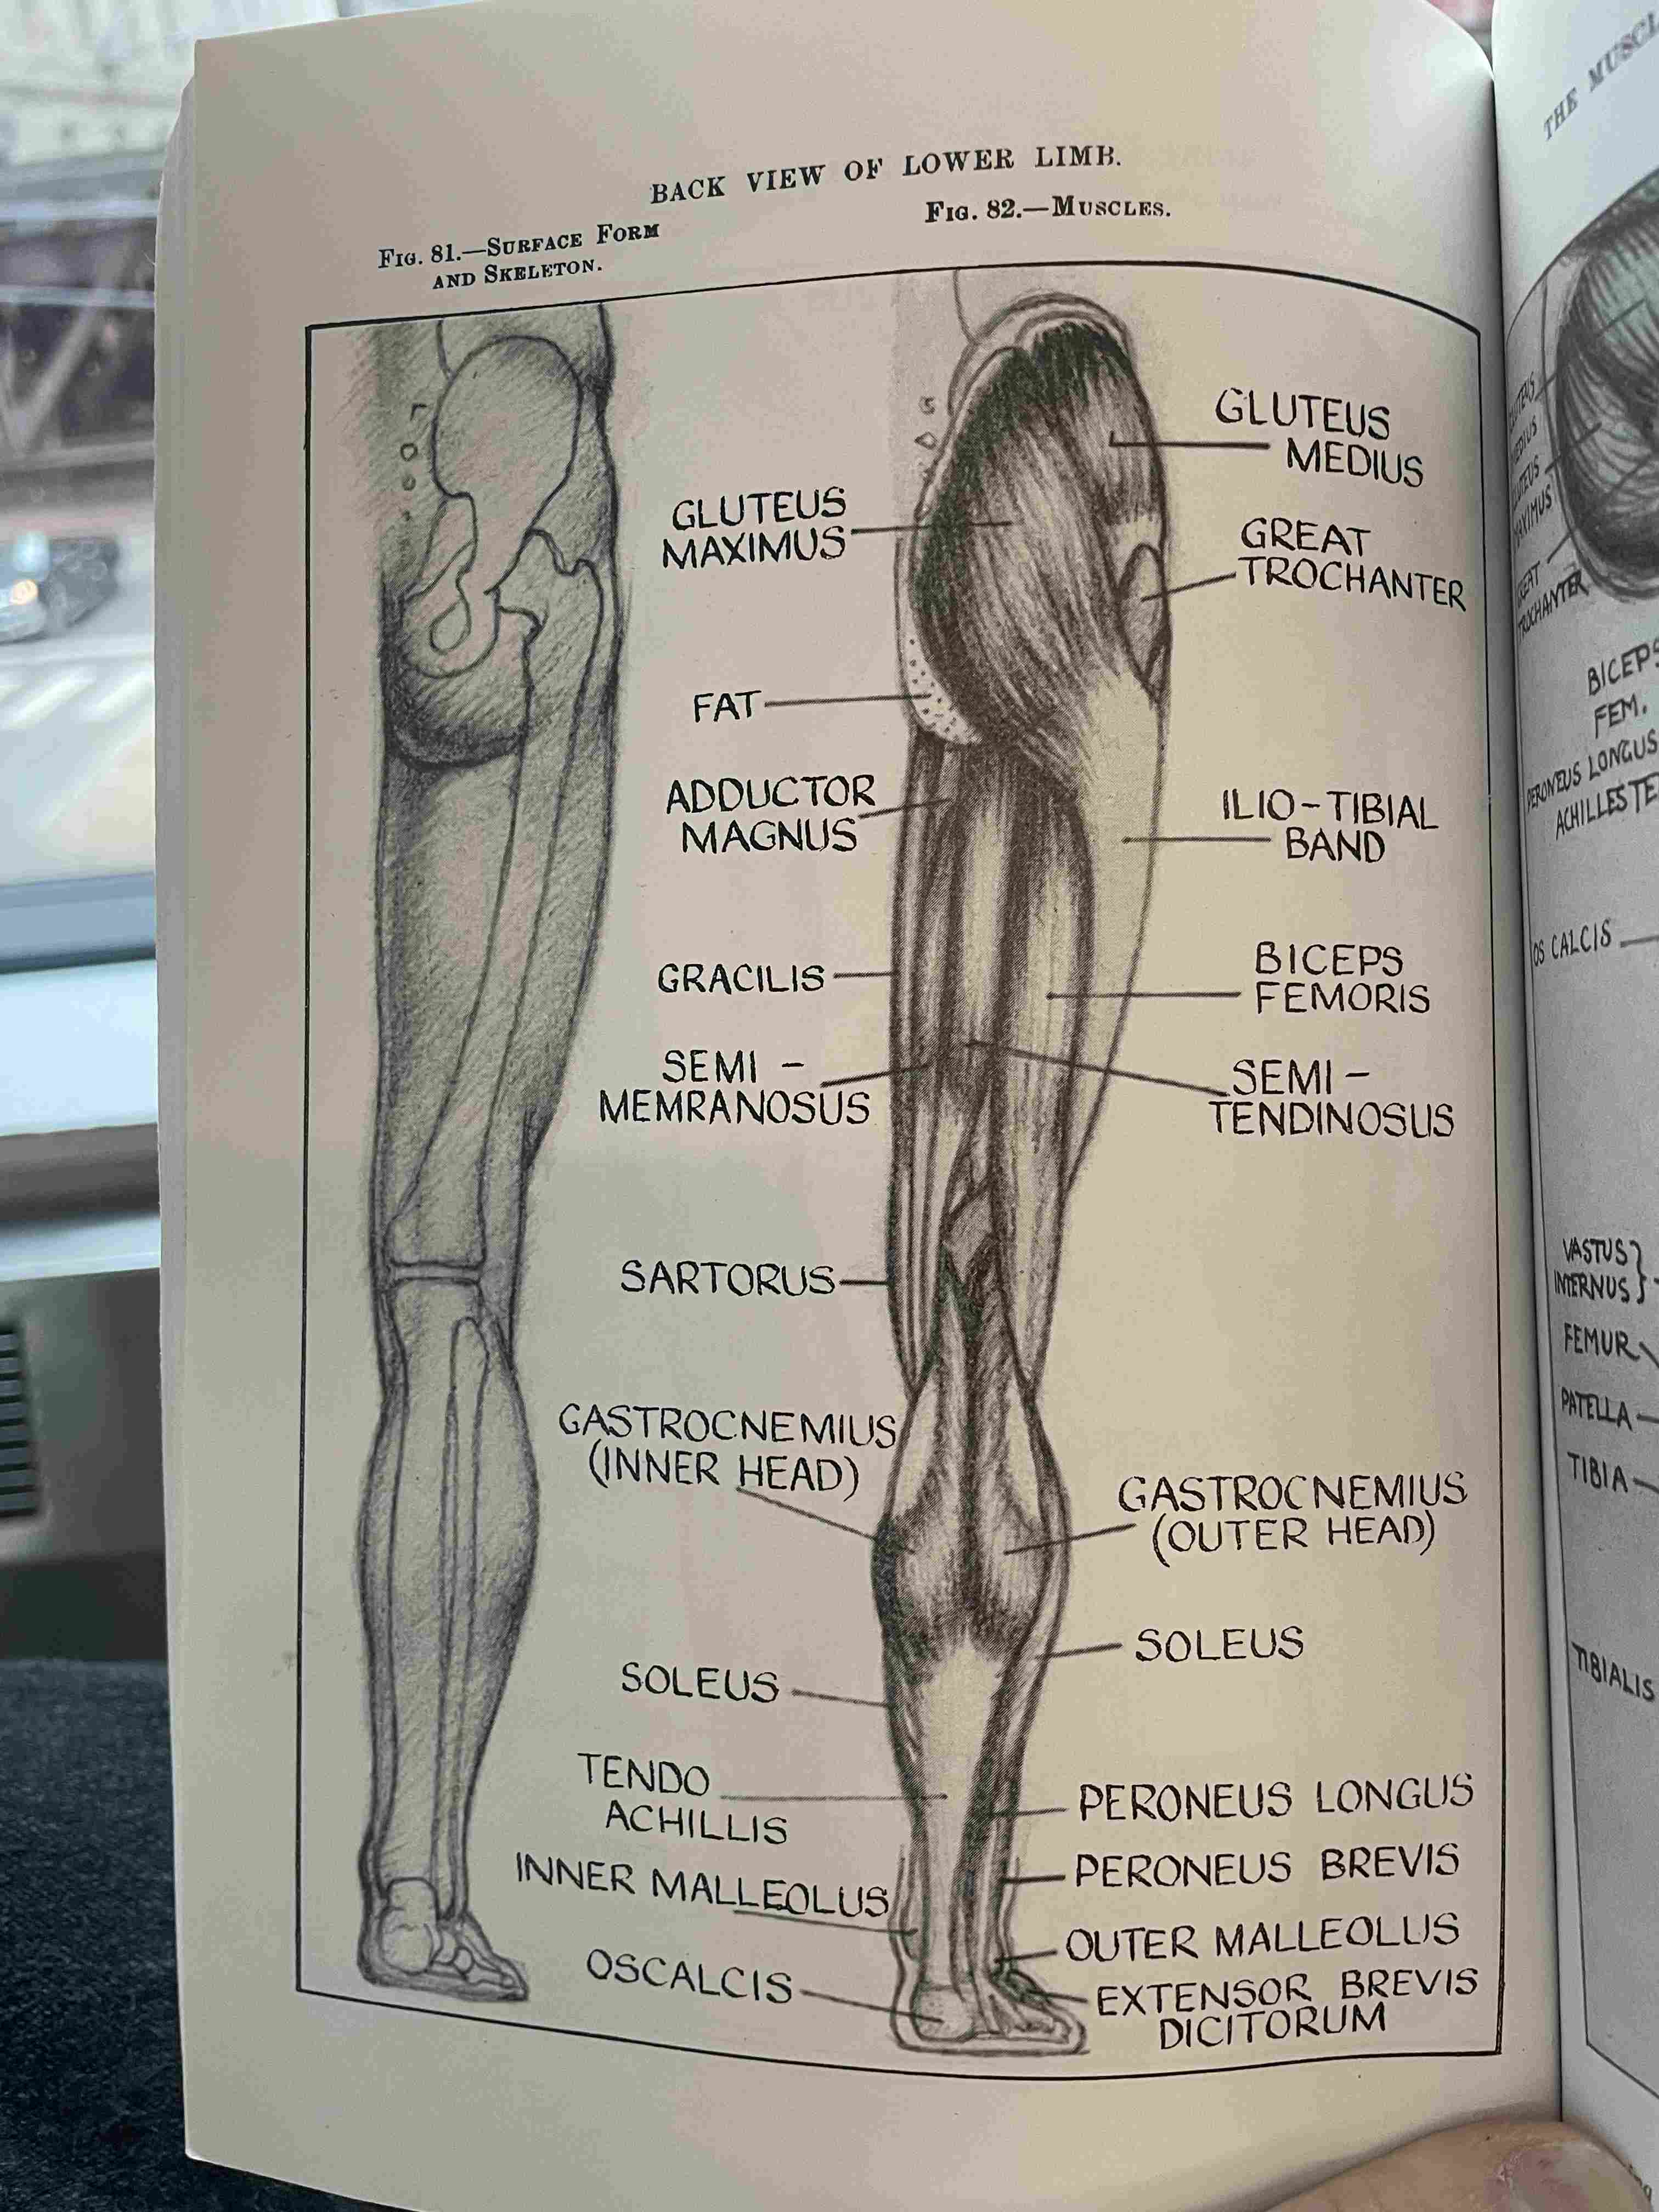 BACK VIEW OF LOWER LIMB.
FIG. 81.—SURFACE FORM
AND SKELETON.
FIG. 82.—MUSCLES.
GLUTEUS
MEDIUS
GLUTEUS
MAXIMUS
GREAT
TROCHANTER
FAT
ADDUCTOR
MAGNUS
ILIO-TIBIAL
BAND
GRACILIS
BICEPS
FEMORIS
SEMI -
MEMRANOSUS
SEMI -
TENDINOSUS
SARTORUS
GASTROCNEMIUS
(INNER HEAD)
GASTROCNEMIUS
(OUTER HEAD)
SOLEUS
SOLEUS
TENDO
ACHILLIS
PERONEUS LONGUS
INNER MALLEOLUS
PERONEUS BREVIS
OUTER MALLEOLUS
OSCALCIS
EXTENSOR BREVIS
DICITORUM
THE
GLUTEUS
MEDIUS
GLUTEUS
MAXIMUS
GREAT
TROCHANTER
BICEPS
FEM.
PERONEUS LONGUS
ACHILLES
OS CALCIS
VASTUS
INTERNUS
FEMUR
PATELLA
TIBIA
TIBIALIS